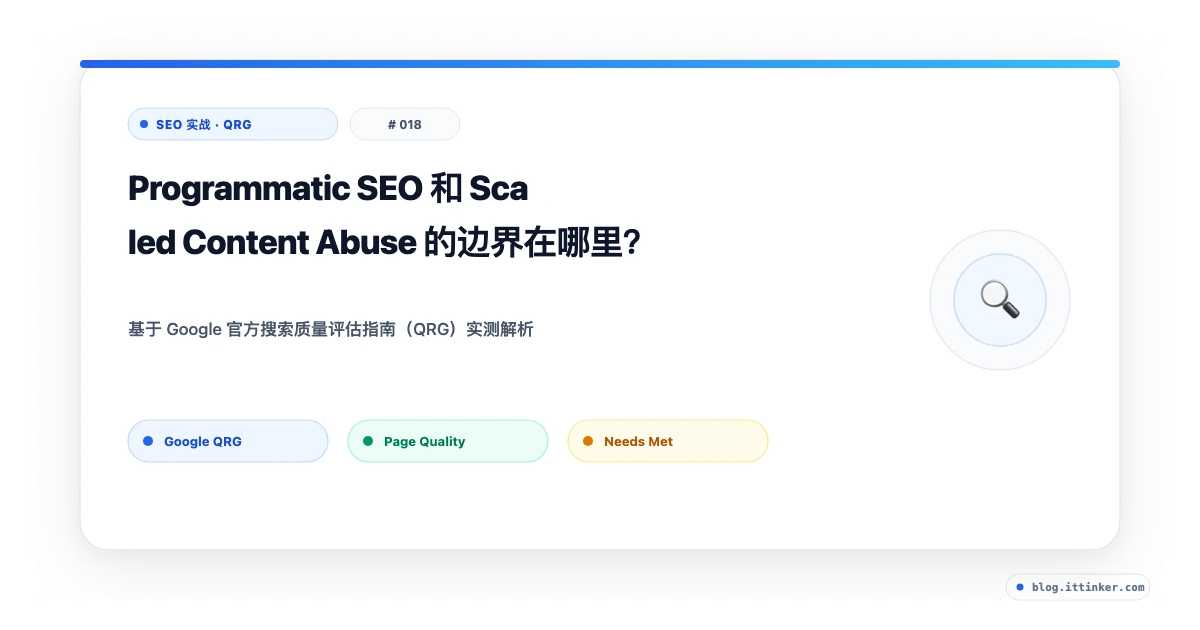 SEO 实战 · QRG
# 018
Programmatic SEO 和 Sca
led Content Abuse 的边界在哪里?
基于 Google 官方搜索质量评估指南（QRG）实测解析
Google QRG
Page Quality
Needs Met
blog.ittinker.com